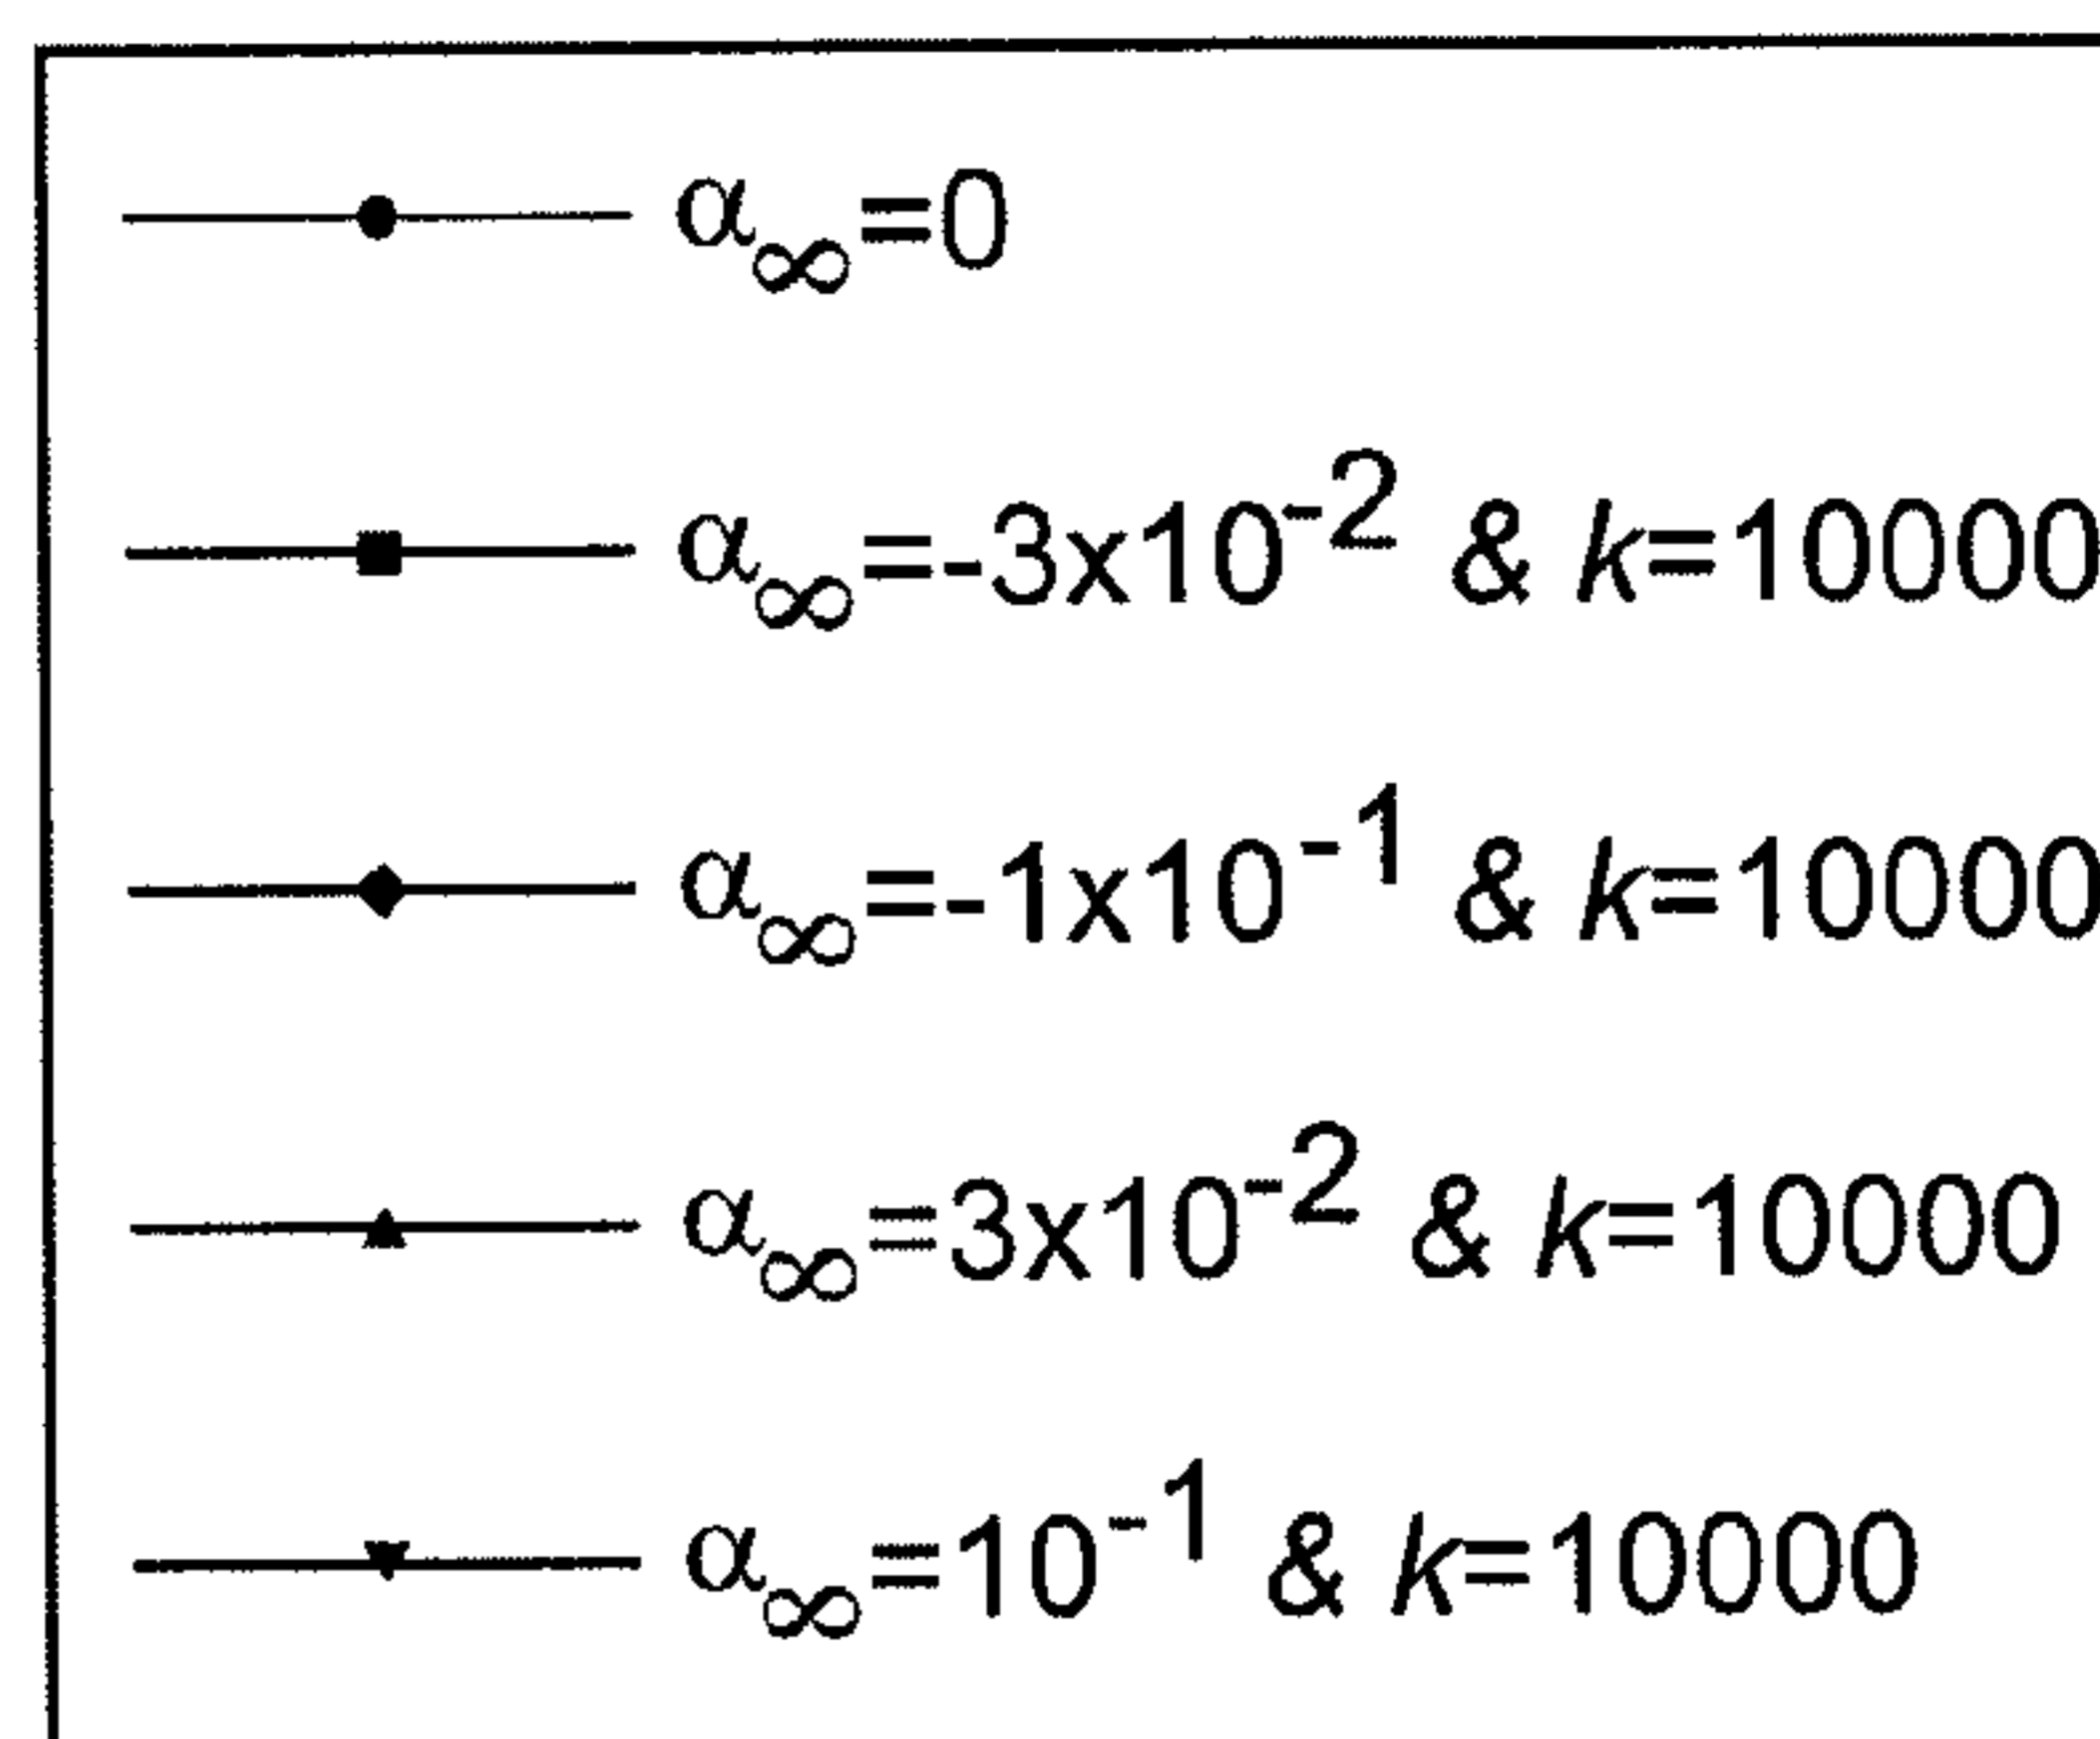 α∞=0
α∞=-3x10⁻² & k=10000
α∞=-1x10⁻¹ & k=10000
α∞=3x10⁻² & k=10000
α∞=10⁻¹ & k=10000